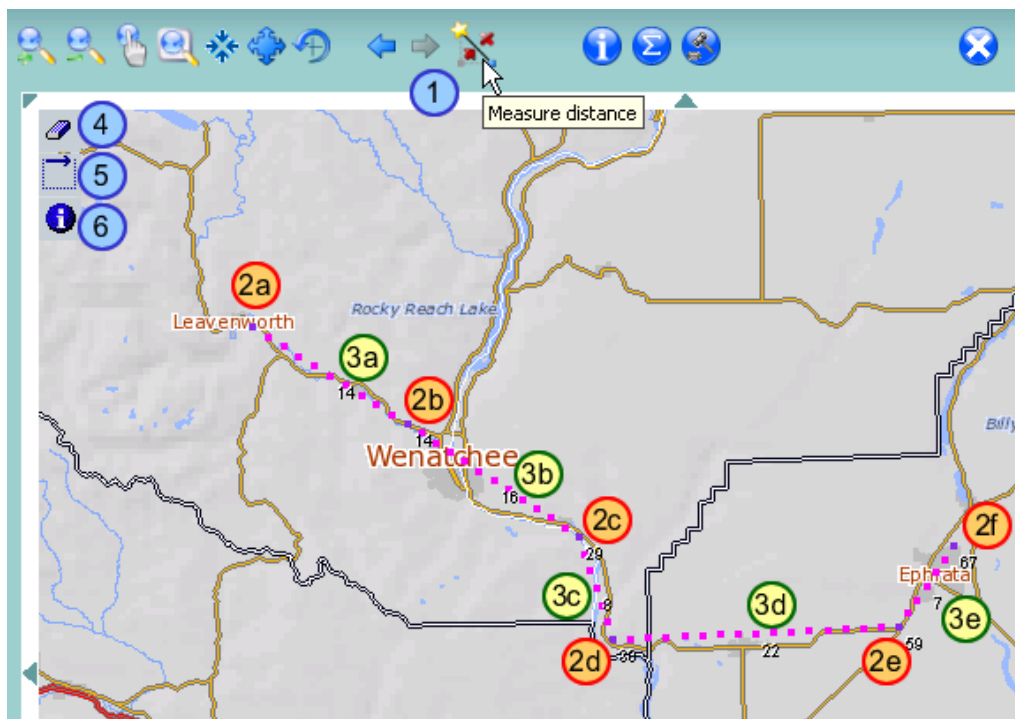 1
Measure distance
4
5
6
2a
Leavenworth
Rocky Reach Lake
3a
14
2b
14
Wenatchee
3b
16
2c
29
Billy
2f
67
Ephrata
3c
8
3d
7
3e
2d
22
2e
59